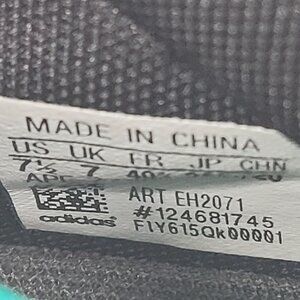 MADE IN CHINA
US UK FR JP CHN
7½ 7
ART EH2071
#124681745
adidas F1Y615QK00001